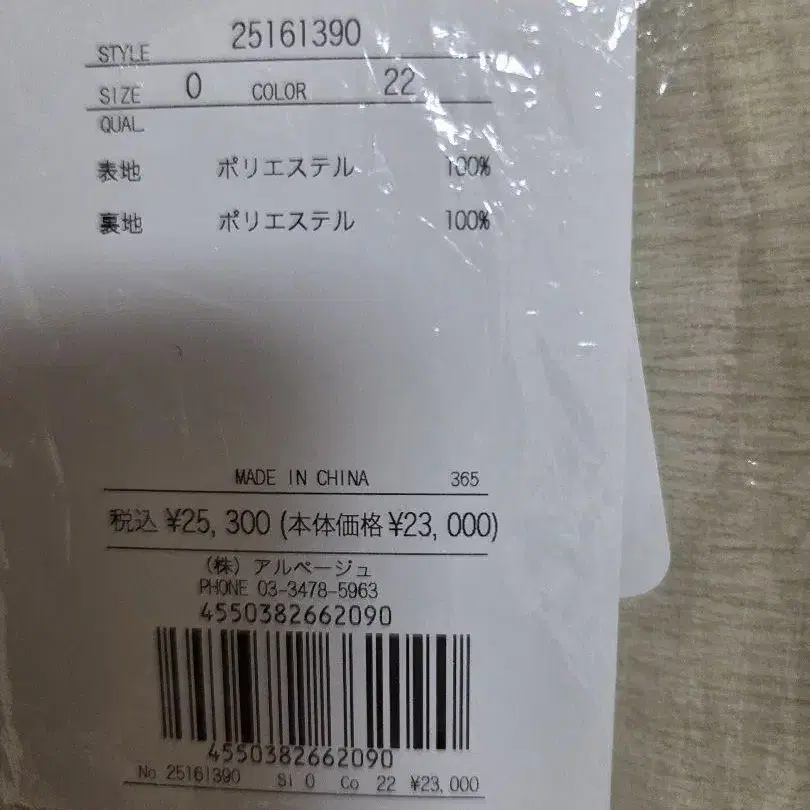 STYLE 25161390
SIZE 0 COLOR 22
QUAL.
表地 ポリエステル 100%
裏地 ポリエステル 100%
MADE IN CHINA 365
税込 ¥25,300 (本体価格 ¥23,000)
(株) アルページュ
PHONE 03-3478-5963
4550382662090
4550382662090
No 25161390 Si 0 Co 22 ¥23,000